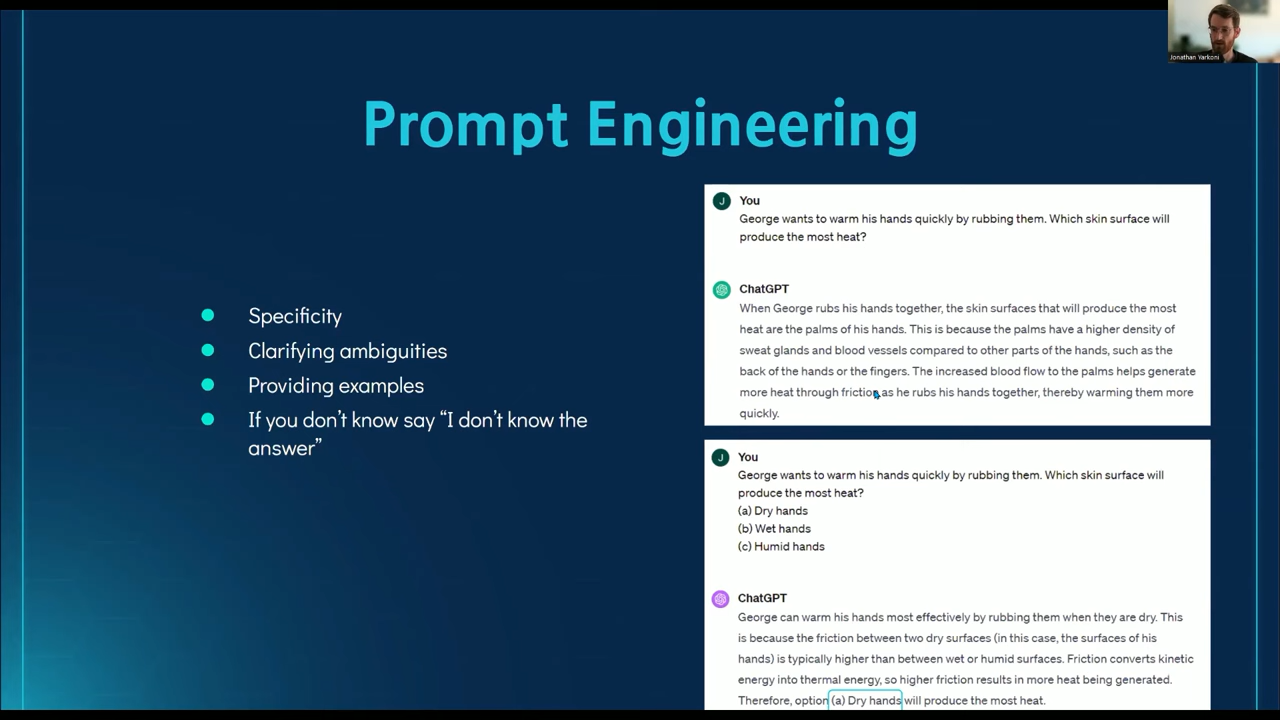 Jonathan Yarkoni
Prompt Engineering
Specificity
Clarifying ambiguities
Providing examples
If you don't know say “I don't know the
answer”
J
You
George wants to warm his hands quickly by rubbing them. Which skin surface will
produce the most heat?
ChatGPT
When George rubs his hands together, the skin surfaces that will produce the most
heat are the palms of his hands. This is because the palms have a higher density of
sweat glands and blood vessels compared to other parts of the hands, such as the
back of the hands or the fingers. The increased blood flow to the palms helps generate
more heat through friction as he rubs his hands together, thereby warming them more
quickly.
J
You
George wants to warm his hands quickly by rubbing them. Which skin surface will
produce the most heat?
(a) Dry hands
(b) Wet hands
(c) Humid hands
ChatGPT
George can warm his hands most effectively by rubbing them when they are dry. This
is because the friction between two dry surfaces (in this case, the surfaces of his
hands) is typically higher than between wet or humid surfaces. Friction converts kinetic
energy into thermal energy, so higher friction results in more heat being generated.
Therefore, option (a) Dry hands will produce the most heat.